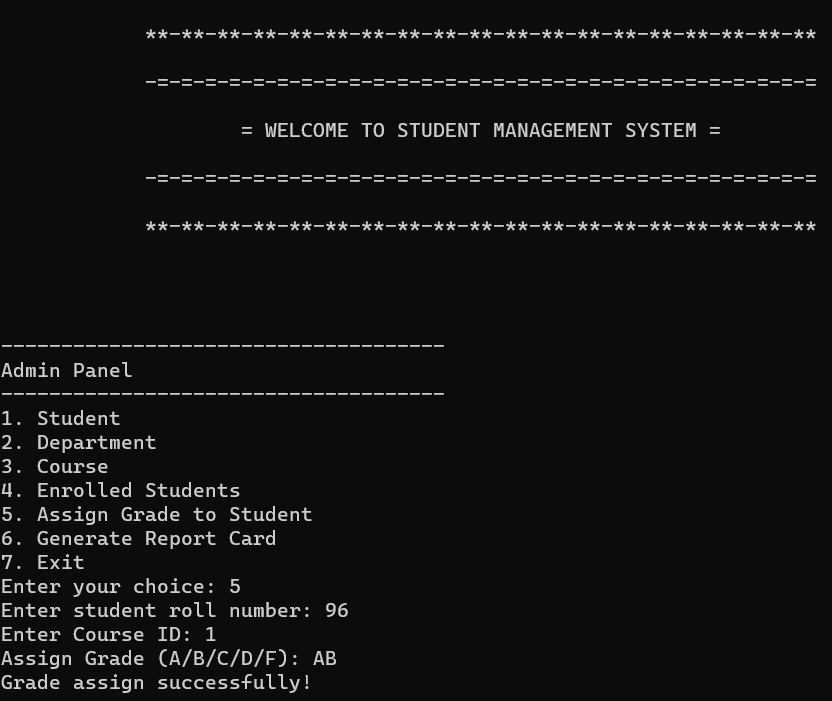 **-**-**-**-**-**-**-**-**-**-**-**-**-**-**-**-**-**-**
-=-=-=-=-=-=-=-=-=-=-=-=-=-=-=-=-=-=-=-=-=-=-=-=-=-=-=-=
= WELCOME TO STUDENT MANAGEMENT SYSTEM =
-=-=-=-=-=-=-=-=-=-=-=-=-=-=-=-=-=-=-=-=-=-=-=-=-=-=-=-=
**-**-**-**-**-**-**-**-**-**-**-**-**-**-**-**-**-**-**
-------------------------------------
Admin Panel
-------------------------------------
1. Student
2. Department
3. Course
4. Enrolled Students
5. Assign Grade to Student
6. Generate Report Card
7. Exit
Enter your choice: 5
Enter student roll number: 96
Enter Course ID: 1
Assign Grade (A/B/C/D/F): AB
Grade assign successfully!